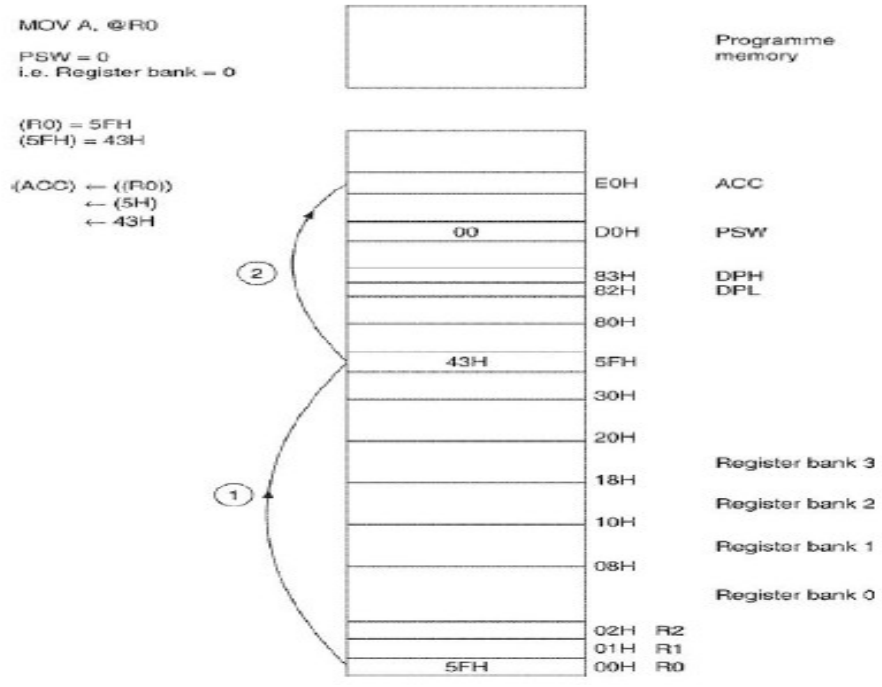 MOV A, @R0
PSW = 0
i.e. Register bank = 0
(R0) = 5FH
(5FH) = 43H
(ACC) ← ((R0))
← (5H)
← 43H
Programme
memory
E0H ACC
00 D0H PSW
83H DPH
82H DPL
80H
43H 5FH
30H
20H
Register bank 3
18H
Register bank 2
10H
Register bank 1
08H
Register bank 0
02H R2
01H R1
5FH 00H R0
2
1